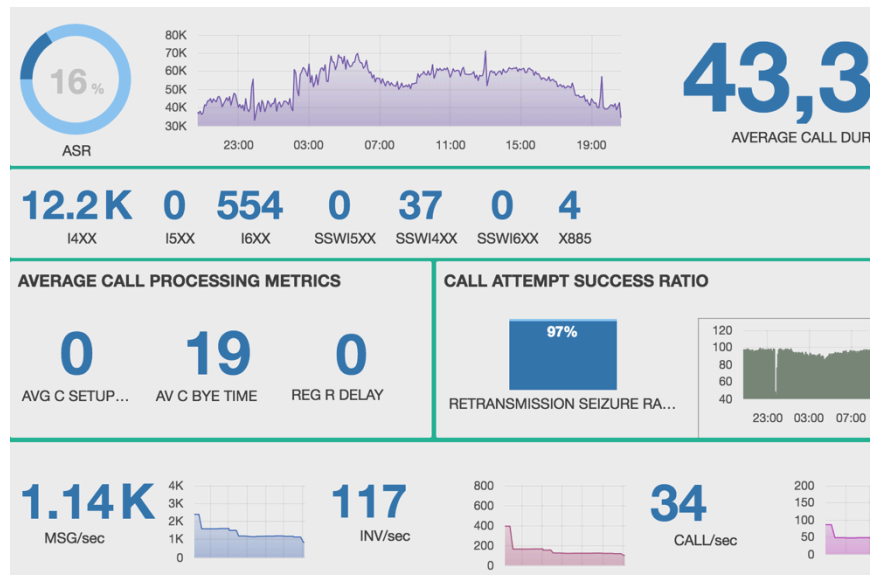 16 %
ASR
80K
70K
60K
50K
40K
30K
23:00 03:00 07:00 11:00 15:00 19:00
43,3
AVERAGE CALL DUR
12.2 K 0 554 0 37 0 4
I4XX I5XX I6XX SSWI5XX SSWI4XX SSWI6XX X885
AVERAGE CALL PROCESSING METRICS
0 19 0
AVG C SETUP... AV C BYE TIME REG R DELAY
CALL ATTEMPT SUCCESS RATIO
97%
RETRANSMISSION SEIZURE RA...
120
100
80
60
40
23:00 03:00 07:00
1.14 K
MSG/sec
4K
3K
2K
1K
0
117
INV/sec
800
600
400
200
0
34
CALL/sec
200
150
100
50
0